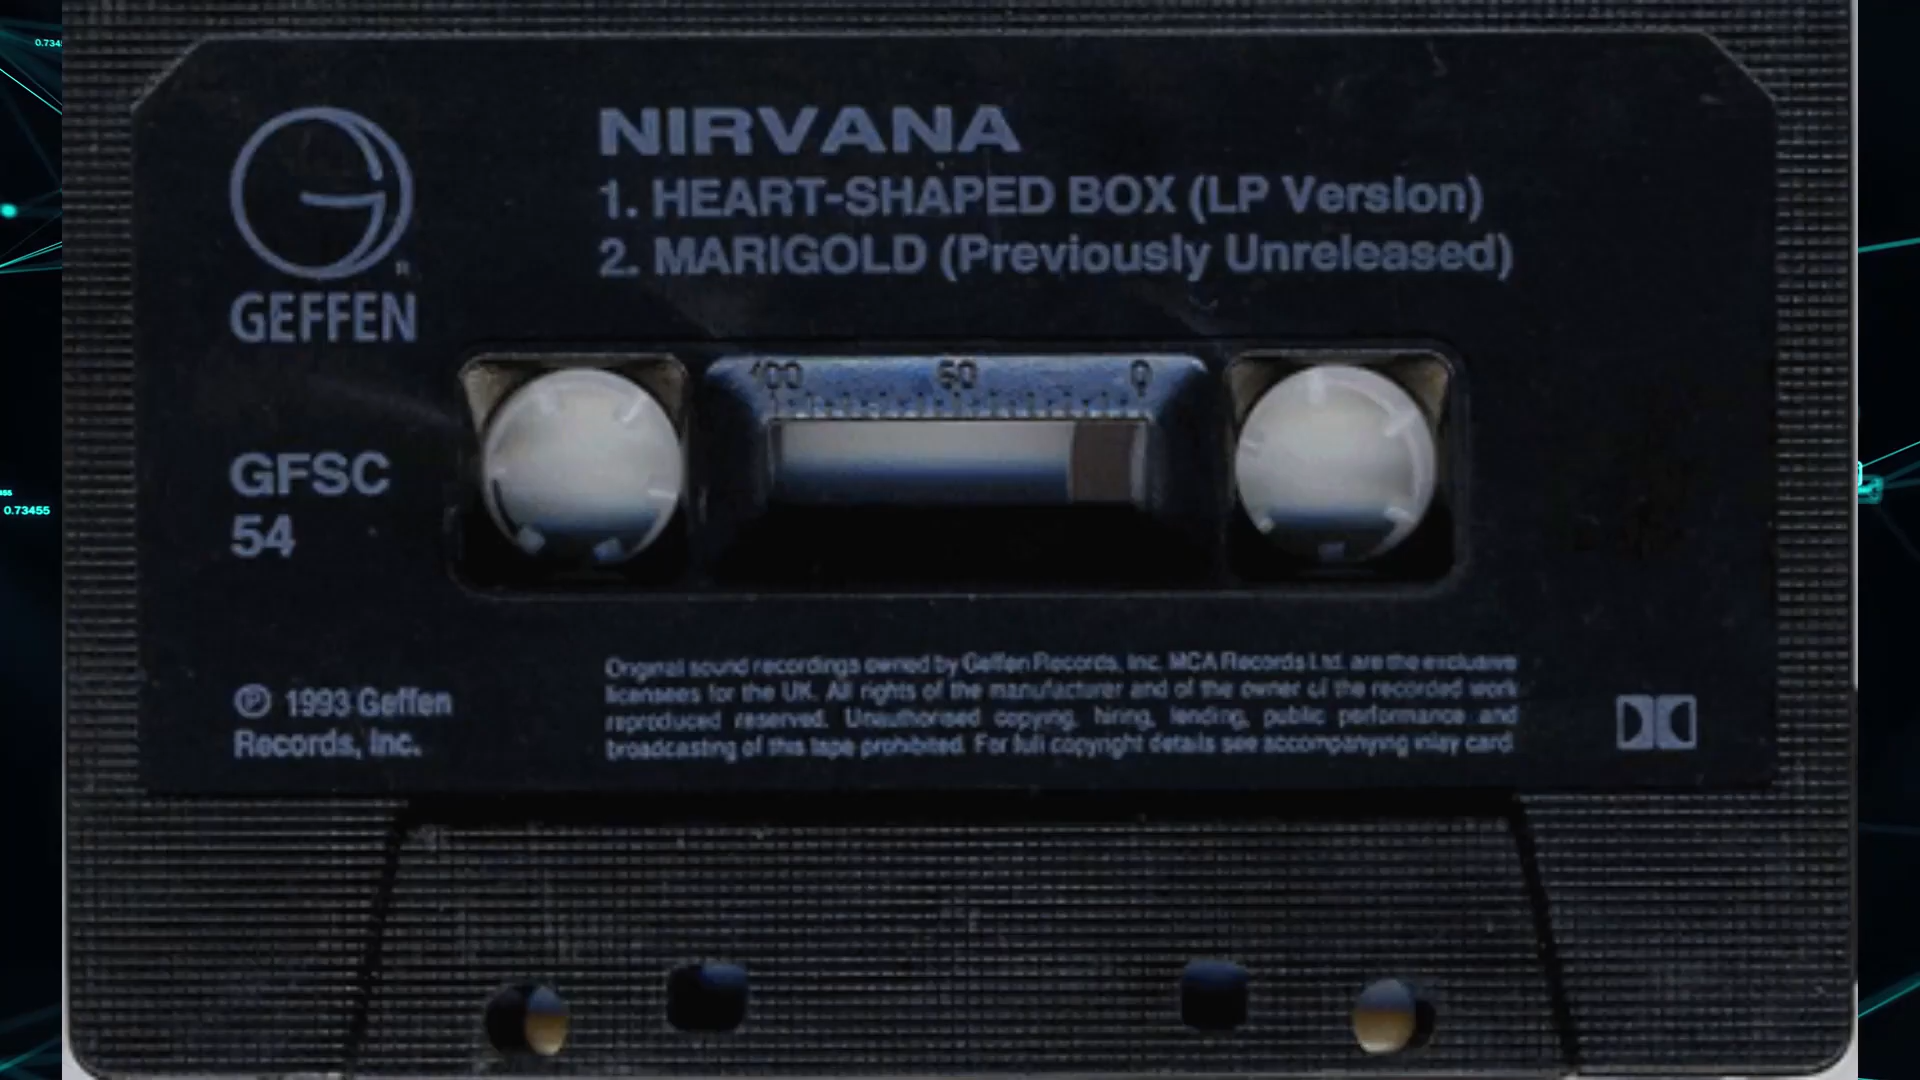 0.734
NIRVANA
1. HEART-SHAPED BOX (LP Version)
2. MARIGOLD (Previously Unreleased)
R
GEFFEN
100 50 0
GFSC
54
0.73455
Original sound recordings owned by Geffen Records, Inc. MCA Records Ltd. are the exclusive
licensees for the UK. All rights of the manufacturer and of the owner of the recorded work
reproduced reserved. Unauthorised copying, hiring, lending, public performance and
broadcasting of this tape prohibited. For full copyright details see accompanying inlay card.
Ⓟ 1993 Geffen
Records, Inc.